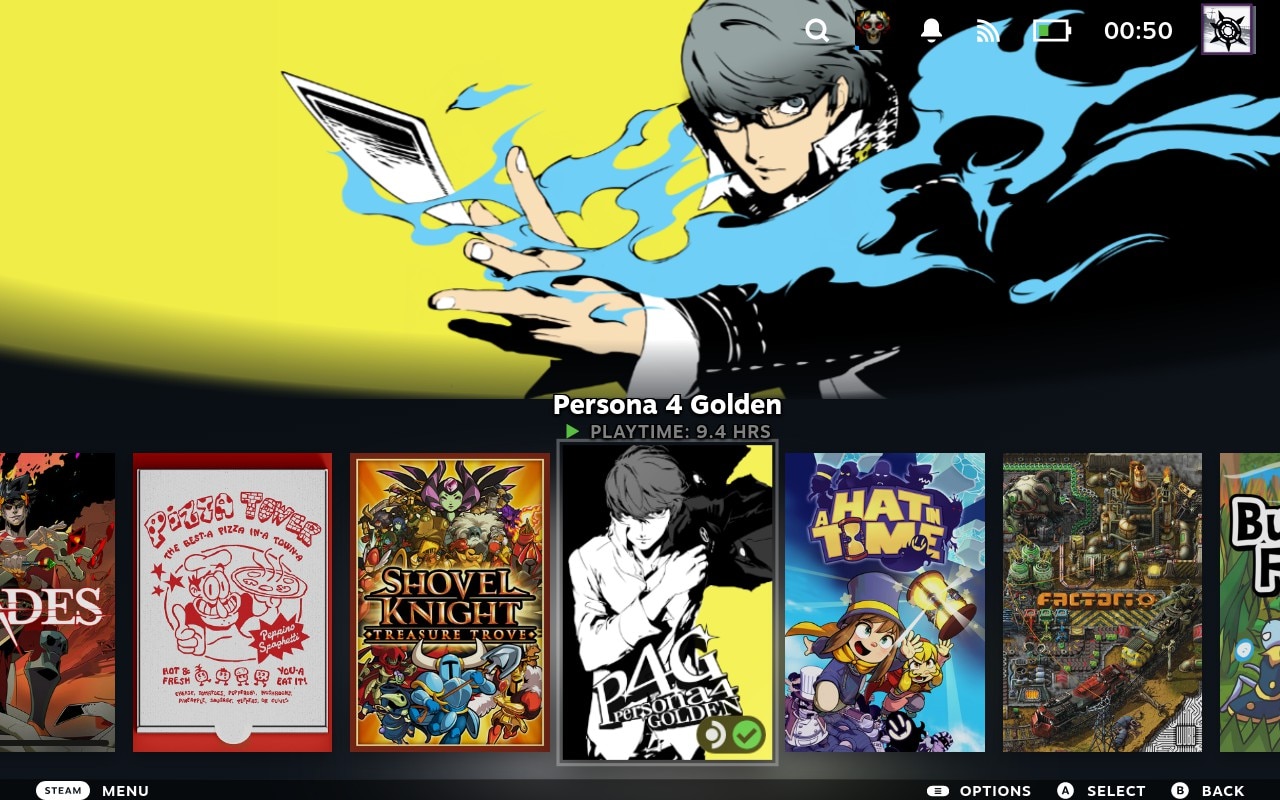 00:50
Persona 4 Golden
PLAYTIME: 9.4 HRS
DES
PIZZA TOWER
THE BEST-A PIZZA IN-A TOWN-A
Peppino
Spaghetti
HOT &
FRESH
YOU-A
EAT IT!
SHOVEL
KNIGHT
TREASURE TROVE
P4G
Persona4
GOLDEN
A HAT IN
TIME
FACTORIO
Bu
F
STEAM MENU
OPTIONS
A SELECT
B BACK